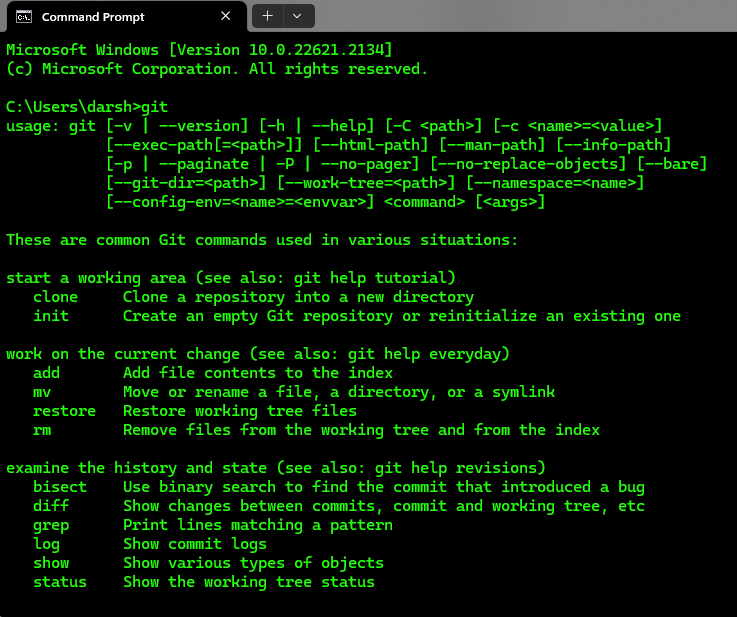 Command Prompt
Microsoft Windows [Version 10.0.22621.2134]
(c) Microsoft Corporation. All rights reserved.
C:\Users\darsh>git
usage: git [-v | --version] [-h | --help] [-C <path>] [-c <name>=<value>]
           [--exec-path[=<path>]] [--html-path] [--man-path] [--info-path]
           [-p | --paginate | -P | --no-pager] [--no-replace-objects] [--bare]
           [--git-dir=<path>] [--work-tree=<path>] [--namespace=<name>]
           [--config-env=<name>=<envvar>] <command> [<args>]
These are common Git commands used in various situations:
start a working area (see also: git help tutorial)
   clone     Clone a repository into a new directory
   init      Create an empty Git repository or reinitialize an existing one
work on the current change (see also: git help everyday)
   add       Add file contents to the index
   mv        Move or rename a file, a directory, or a symlink
   restore   Restore working tree files
   rm        Remove files from the working tree and from the index
examine the history and state (see also: git help revisions)
   bisect    Use binary search to find the commit that introduced a bug
   diff      Show changes between commits, commit and working tree, etc
   grep      Print lines matching a pattern
   log       Show commit logs
   show      Show various types of objects
   status    Show the working tree status